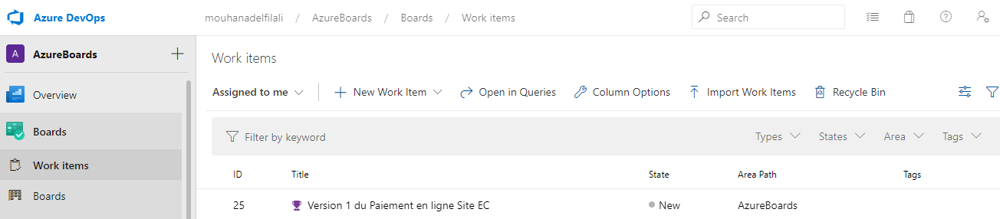 Azure DevOps
mouhanadelfilali / AzureBoards / Boards / Work items
Search
A AzureBoards
Work items
Overview
Boards
Work items
Boards
Assigned to me New Work Item Open in Queries Column Options Import Work Items Recycle Bin
Filter by keyword Types States Area Tags
ID Title State Area Path Tags
25 Version 1 du Paiement en ligne Site EC New AzureBoards